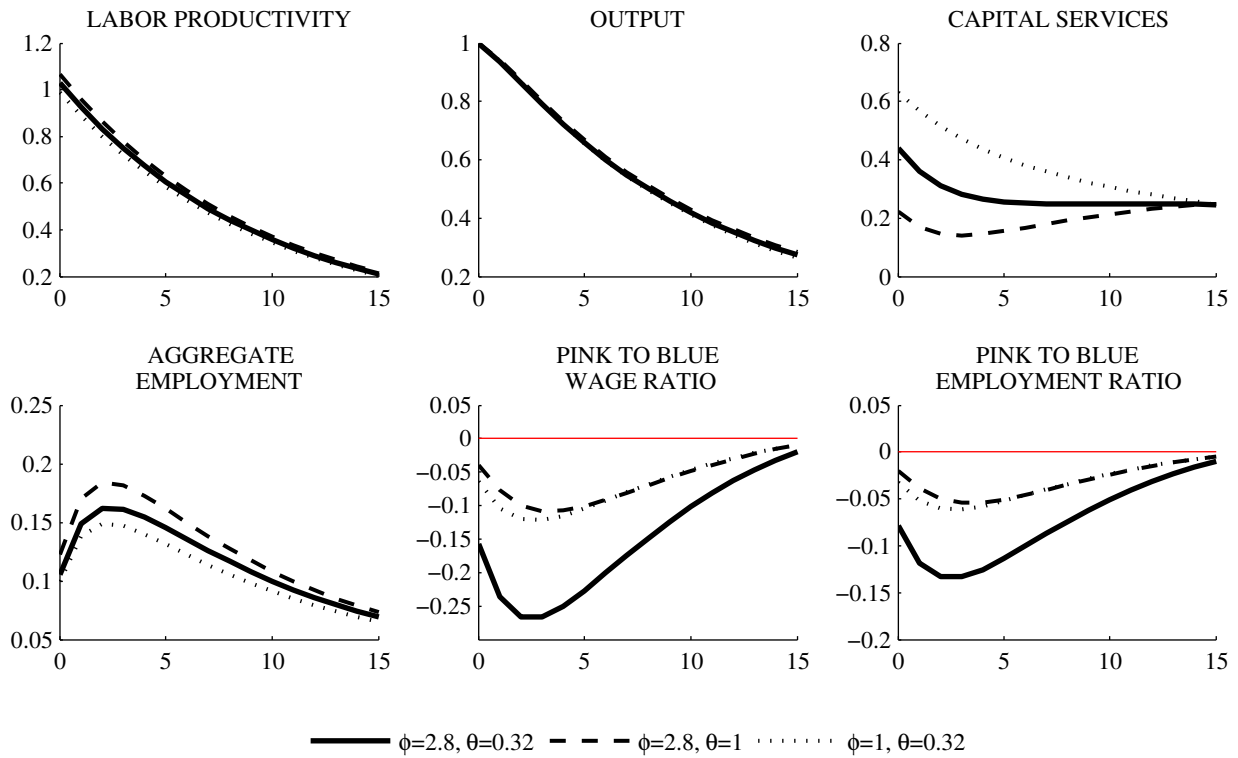 LABOR PRODUCTIVITY
OUTPUT
CAPITAL SERVICES
1.2
1
0.8
0.6
0.4
0.2
0 5 10 15
1
0.8
0.6
0.4
0.2
0 5 10 15
0.8
0.6
0.4
0.2
0
0 5 10 15
AGGREGATE
EMPLOYMENT
PINK TO BLUE
WAGE RATIO
PINK TO BLUE
EMPLOYMENT RATIO
0.25
0.2
0.15
0.1
0.05
0 5 10 15
0.05
0
−0.05
−0.1
−0.15
−0.2
−0.25
0 5 10 15
0.05
0
−0.05
−0.1
−0.15
−0.2
0 5 10 15
ϕ=2.8, θ=0.32
ϕ=2.8, θ=1
ϕ=1, θ=0.32